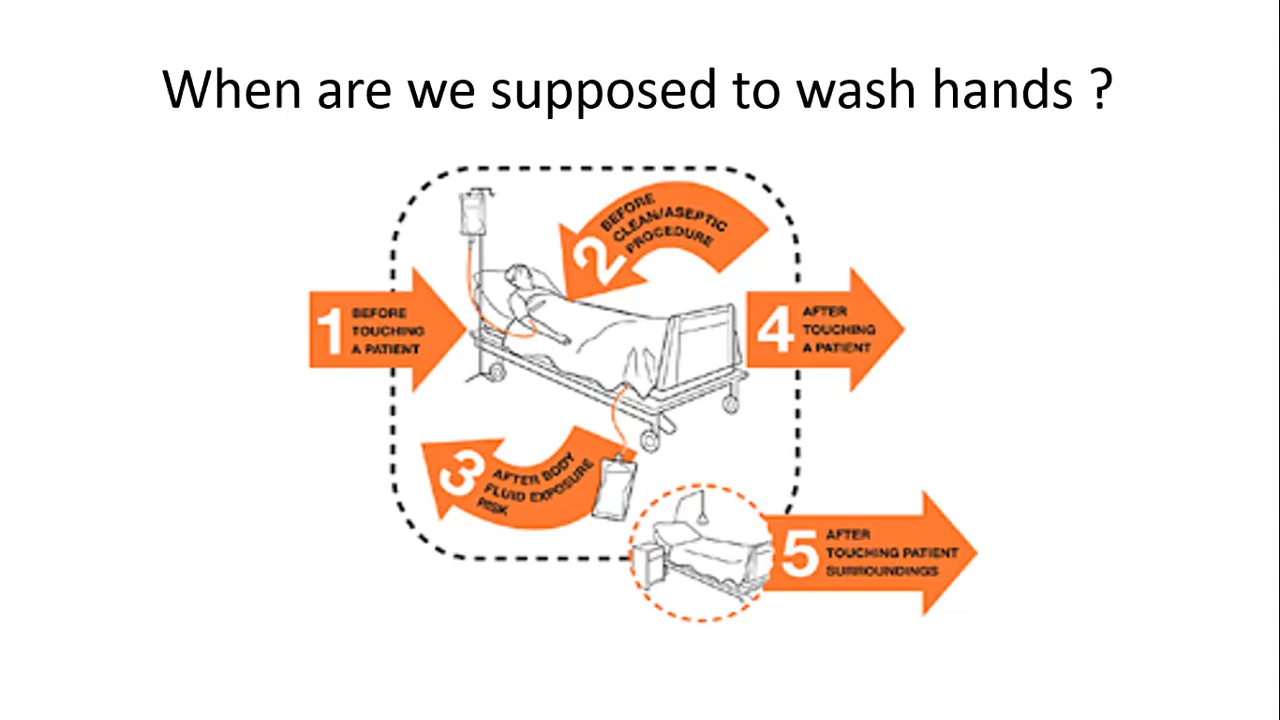 When are we supposed to wash hands ?
1
BEFORE
TOUCHING
A PATIENT
2
BEFORE
CLEAN/ASEPTIC
PROCEDURE
3
AFTER BODY
FLUID EXPOSURE
RISK
4
AFTER
TOUCHING
A PATIENT
5
AFTER
TOUCHING PATIENT
SURROUNDINGS